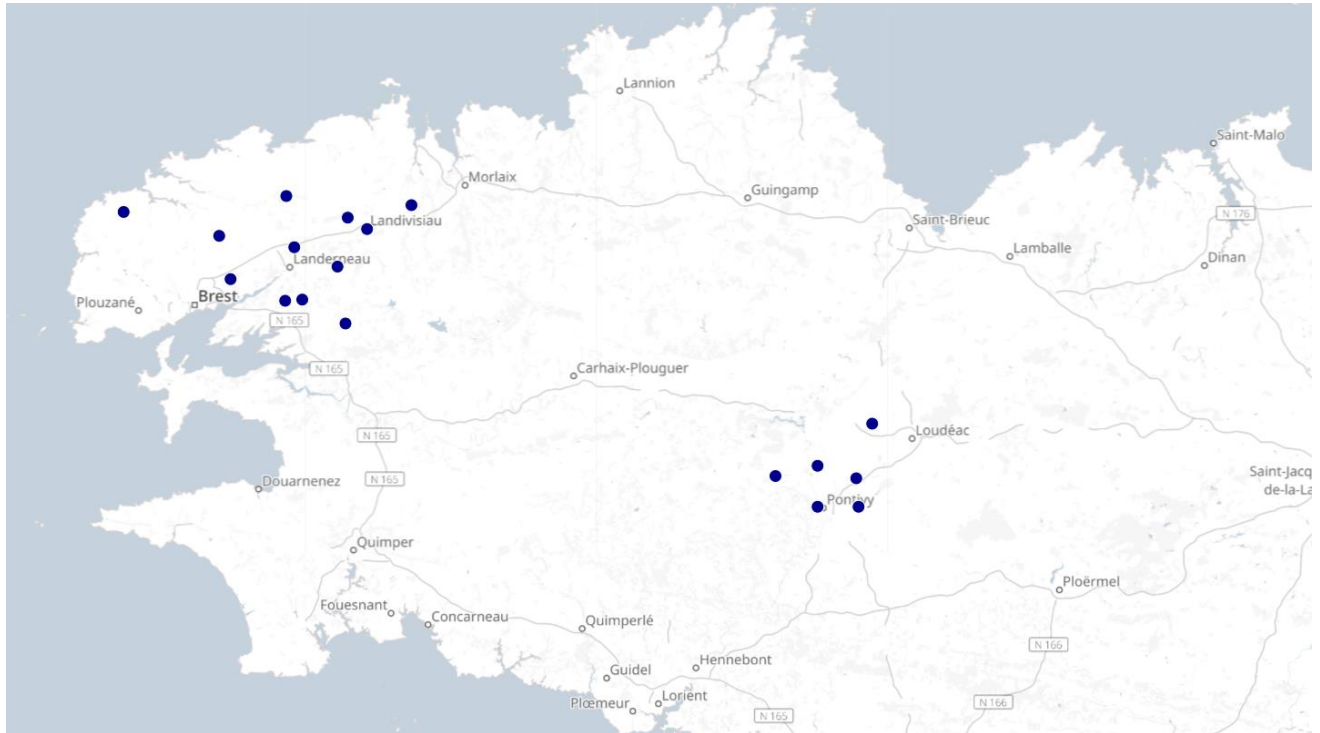 Lannion
Saint-Malo
Morlaix
Guingamp
N 176
Landivisiau
Saint-Brieuc
Lamballe
Dinan
Landerneau
Brest
Plouzané
N 165
N 165
Carhaix-Plouguer
N 165
Loudéac
Saint-Jacq
de-la-La
N 165
Douarnenez
Pontivy
Quimper
Ploërmel
Fouesnant
Concarneau
Quimperlé
N 166
Hennebont
Guidel
Lorient
Plœmeur
N 166
N 165